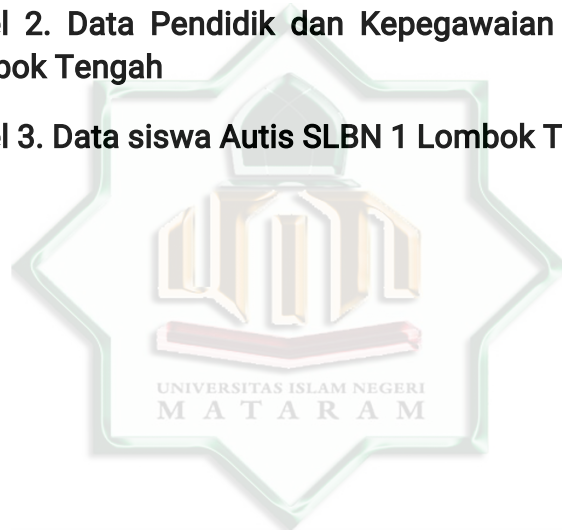 el 2. Data Pendidik dan Kepegawaian
bok Tengah
el 3. Data siswa Autis SLBN 1 Lombok T
UNIVERSITAS ISLAM NEGERI
MATARAM